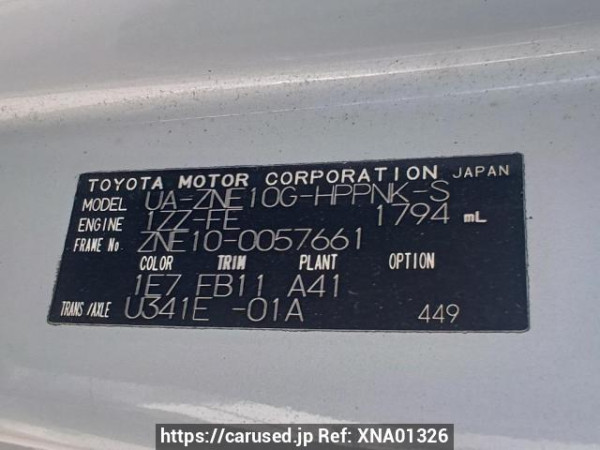 TOYOTA MOTOR CORPORATION JAPAN
MODEL UA-ZNE10G-HPPNK-S
ENGINE 1ZZ-FE 1794 mL
FRAME No. ZNE10-0057661
COLOR TRIM PLANT OPTION
1E7 FB11 A41
TRANS/AXLE U341E -01A 449
https://carused.jp Ref: XNA01326